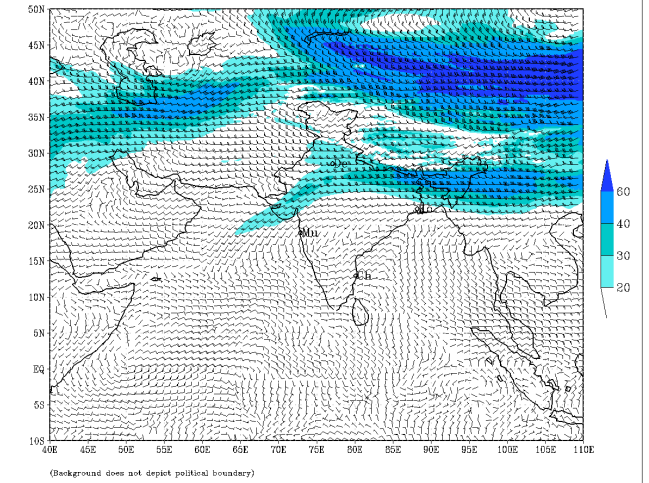 50N
45N
40N
35N
30N
25N
20N
15N
10N
5N
EQ
5S
10S
De
Mu
Ch
60
40
30
20
40E 45E 50E 55E 60E 65E 70E 75E 80E 85E 90E 95E 100E 105E 110E
(Background does not depict political boundary)